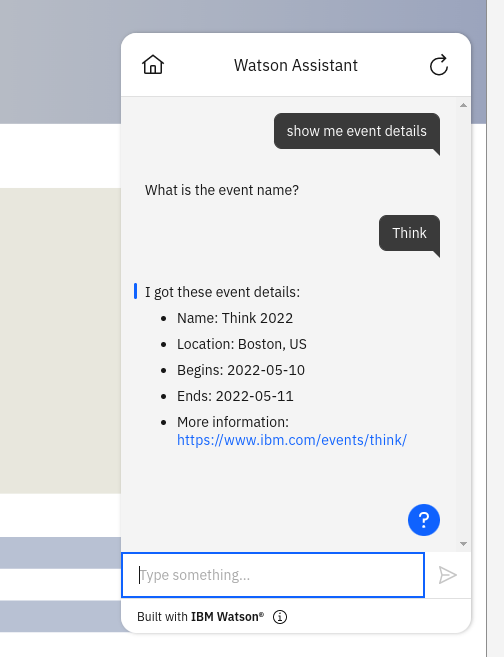 Watson Assistant
show me event details
What is the event name?
Think
I got these event details:
• Name: Think 2022
• Location: Boston, US
• Begins: 2022-05-10
• Ends: 2022-05-11
• More information:
https://www.ibm.com/events/think/
?
Type something...
Built with IBM Watson®